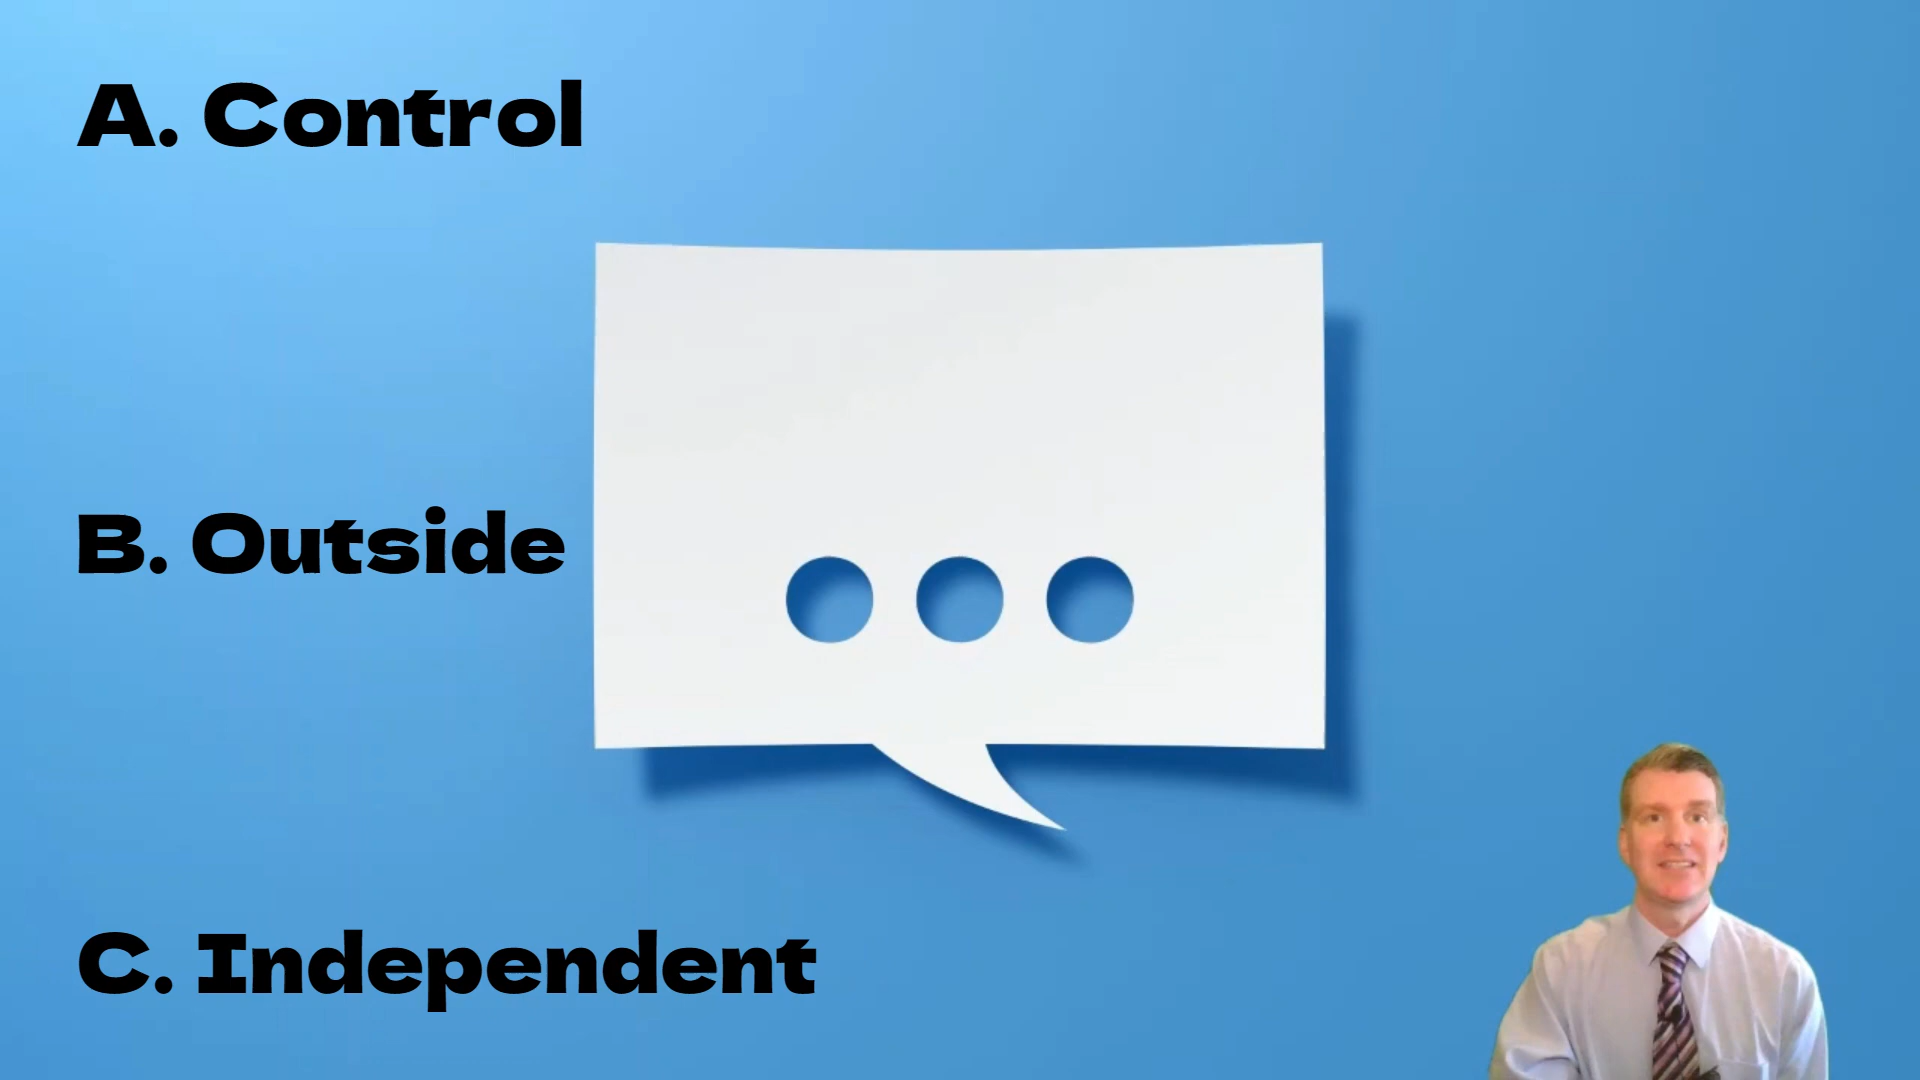 A. Control
B. Outside
C. Independent